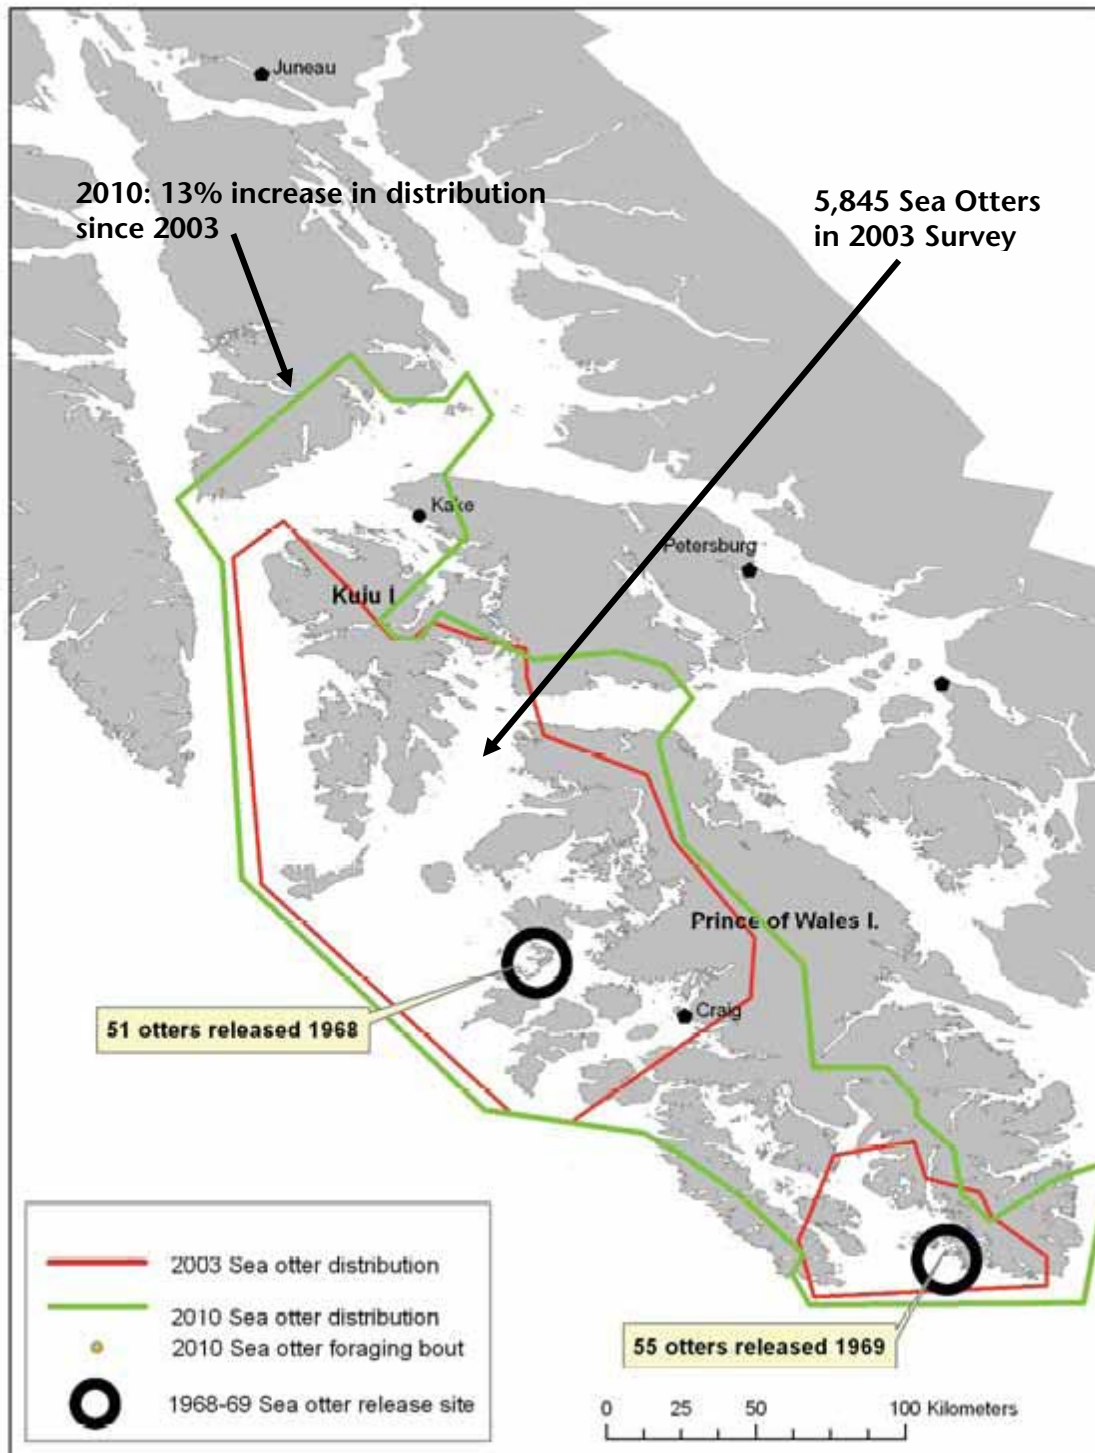 Juneau
2010: 13% increase in distribution
since 2003
5,845 Sea Otters
in 2003 Survey
Kake
Petersburg
Kuiu I
Prince of Wales I.
51 otters released 1968
Craig
2003 Sea otter distribution
2010 Sea otter distribution
2010 Sea otter foraging bout
1968-69 Sea otter release site
55 otters released 1969
0 25 50 100 Kilometers